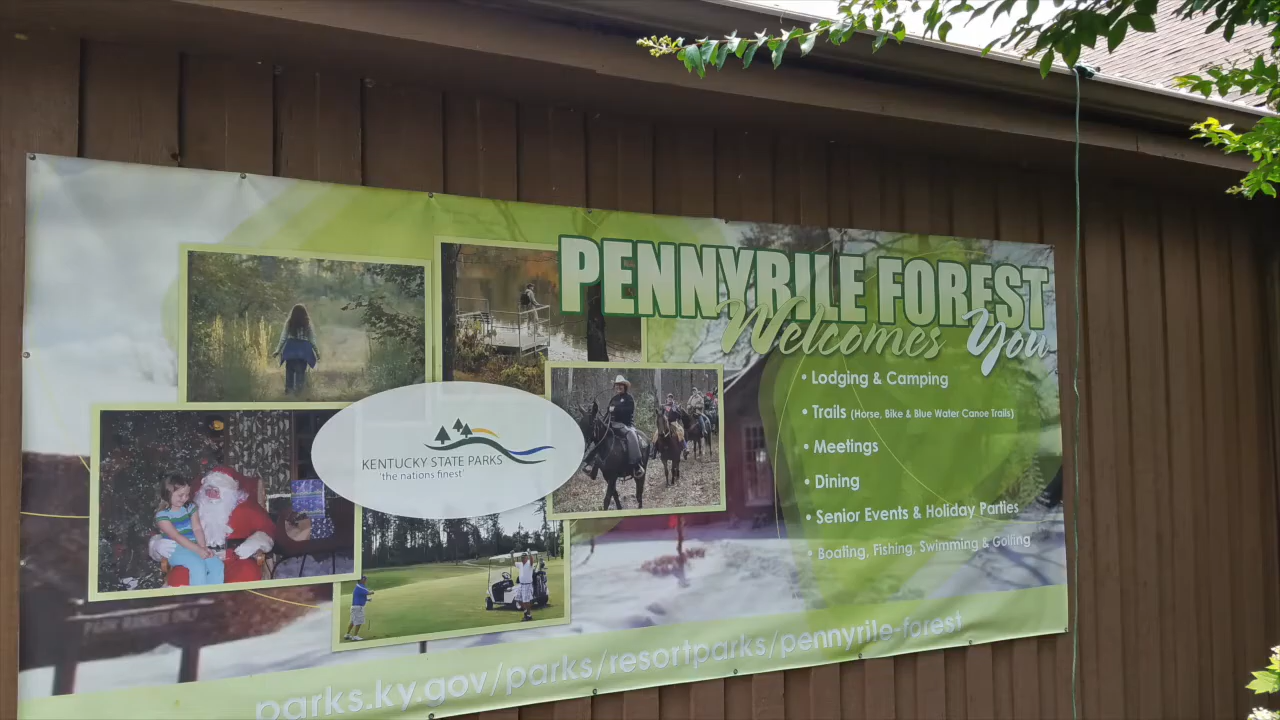 PENNYRILE FOREST
Welcomes You
• Lodging & Camping
• Trails (Horse, Bike & Blue Water Canoe Trails)
• Meetings
• Dining
• Senior Events & Holiday Parties
• Boating, Fishing, Swimming & Golfing
KENTUCKY STATE PARKS
'the nations finest'
PARK RANGER ONLY
parks.ky.gov/parks/resortparks/pennyrile-forest